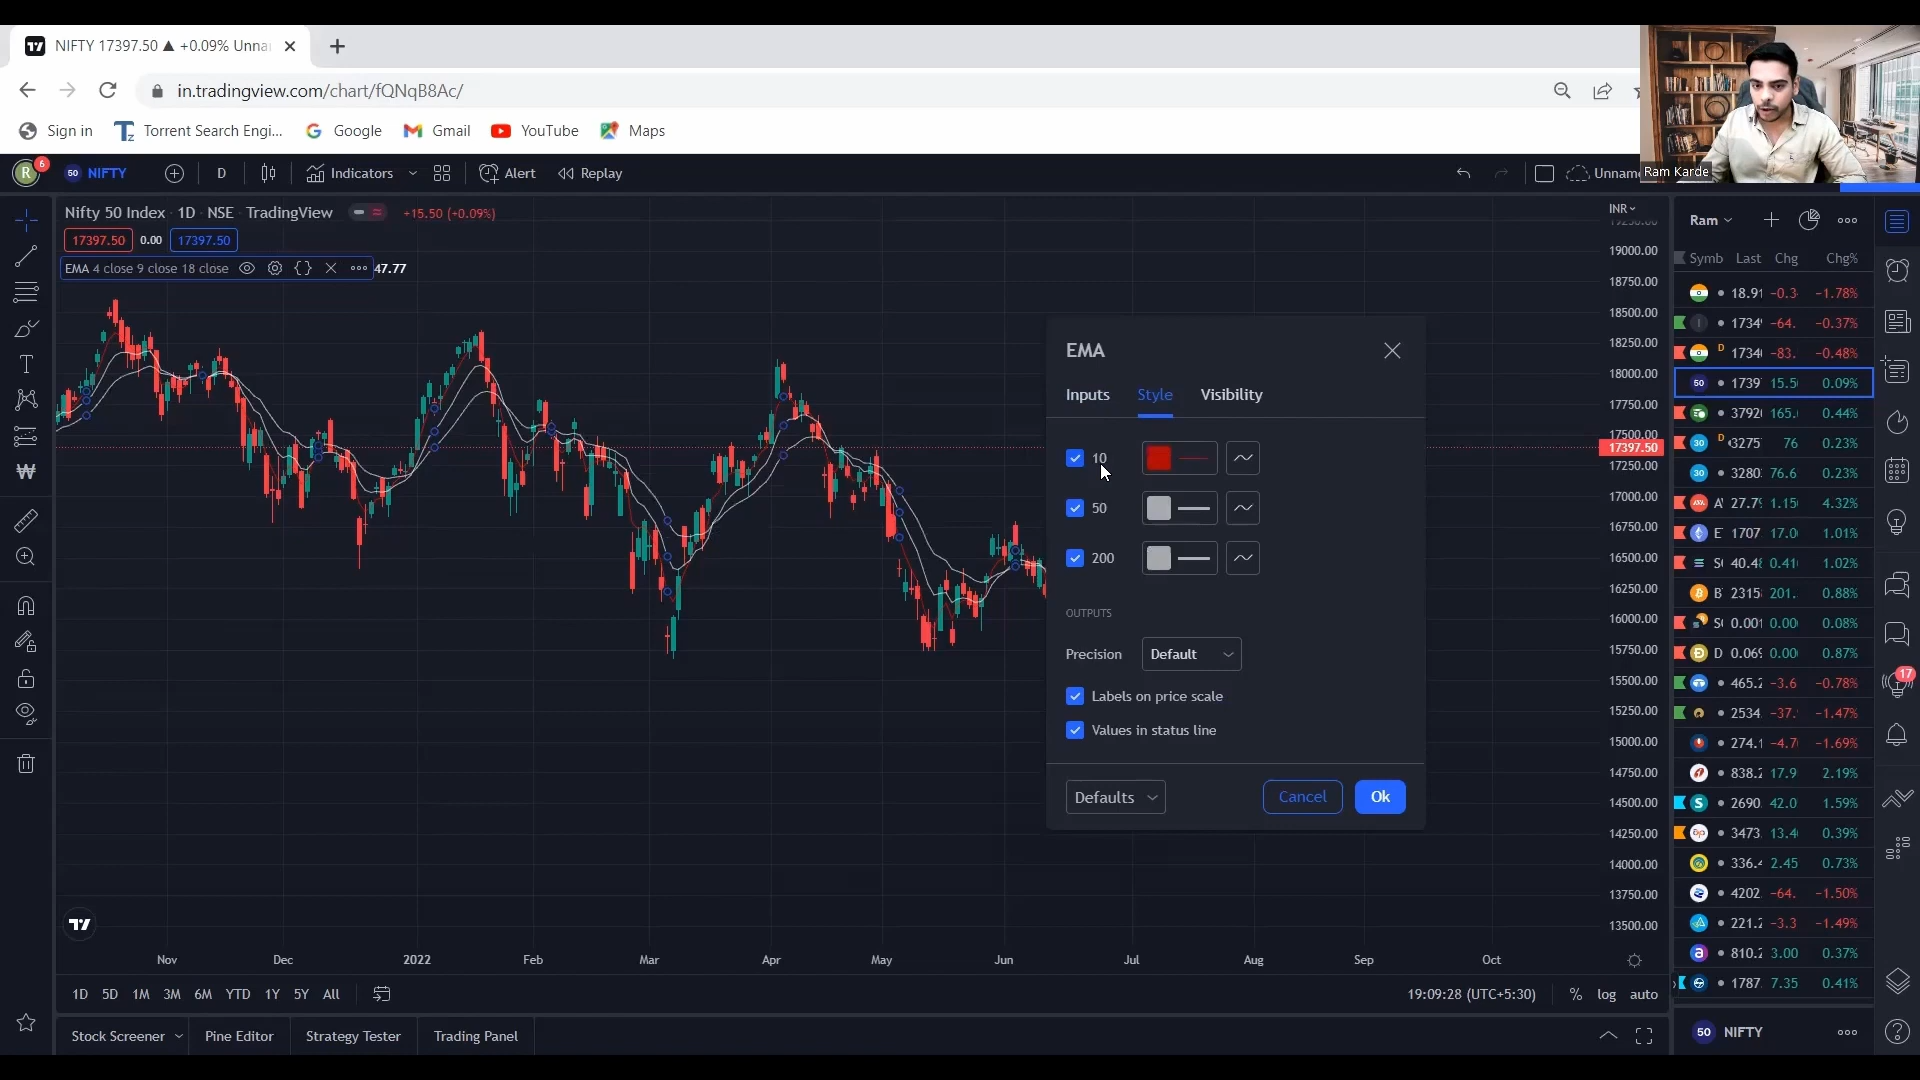 NIFTY 17397.50 ▲ +0.09% Unna
in.tradingview.com/chart/fQNqB8Ac/
Sign in
Torrent Search Engi...
Google
Gmail
YouTube
Maps
Ram Karde
R 6
50 NIFTY
D
Indicators
Alert
Replay
Unname
Nifty 50 Index · 1D · NSE · TradingView
+15.50 (+0.09%)
17397.50 0.00 17397.50
EMA 4 close 9 close 18 close
47.77
INR
19000.00
18750.00
18500.00
18250.00
18000.00
17750.00
17500.00
17397.50
17250.00
17000.00
16750.00
16500.00
16250.00
16000.00
15750.00
15500.00
15250.00
15000.00
14750.00
14500.00
14250.00
14000.00
13750.00
13500.00
EMA
Inputs Style Visibility
10
50
200
OUTPUTS
Precision Default
Labels on price scale
Values in status line
Defaults Cancel Ok
Nov Dec 2022 Feb Mar Apr May Jun Jul Aug Sep Oct
1D 5D 1M 3M 6M YTD 1Y 5Y All
19:09:28 (UTC+5:30) % log auto
Stock Screener Pine Editor Strategy Tester Trading Panel
Ram
Symb Last Chg Chg%
18.91 −0.3 −1.78%
1734 −64. −0.37%
D 1734 −83. −0.48%
50 1739 15.5 0.09%
3792 165. 0.44%
30 D 3275 76 0.23%
30 3280 76.6 0.23%
A 27.7 1.15 4.32%
E 1707. 17.0 1.01%
S 40.4 0.41 1.02%
B 2315 201. 0.88%
S 0.00 0.00 0.08%
D 0.06 0.00 0.87%
465.2 −3.6 −0.78%
2534. −37. −1.47%
274.1 −4.7 −1.69%
838.2 17.9 2.19%
S 2690. 42.0 1.59%
3473. 13.4 0.39%
336.4 2.45 0.73%
4202. −64. −1.50%
221.2 −3.3 −1.49%
a 810.2 3.00 0.37%
1787. 7.35 0.41%
50 NIFTY
17